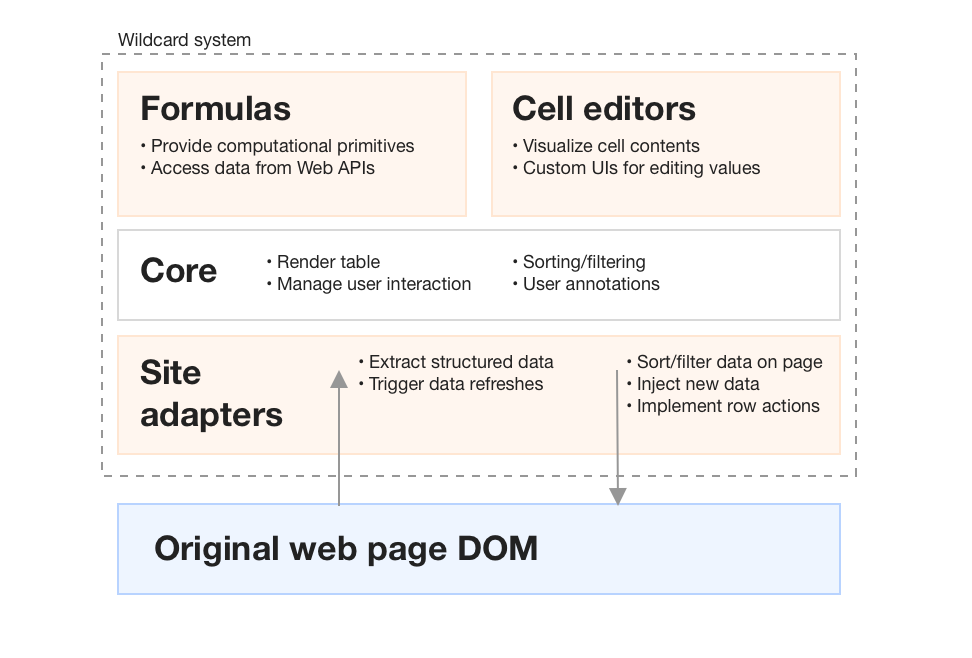 Wildcard system
Formulas
• Provide computational primitives
• Access data from Web APIs
Cell editors
• Visualize cell contents
• Custom UIs for editing values
Core
• Render table
• Manage user interaction
• Sorting/filtering
• User annotations
Site
adapters
• Extract structured data
• Trigger data refreshes
• Sort/filter data on page
• Inject new data
• Implement row actions
Original web page DOM